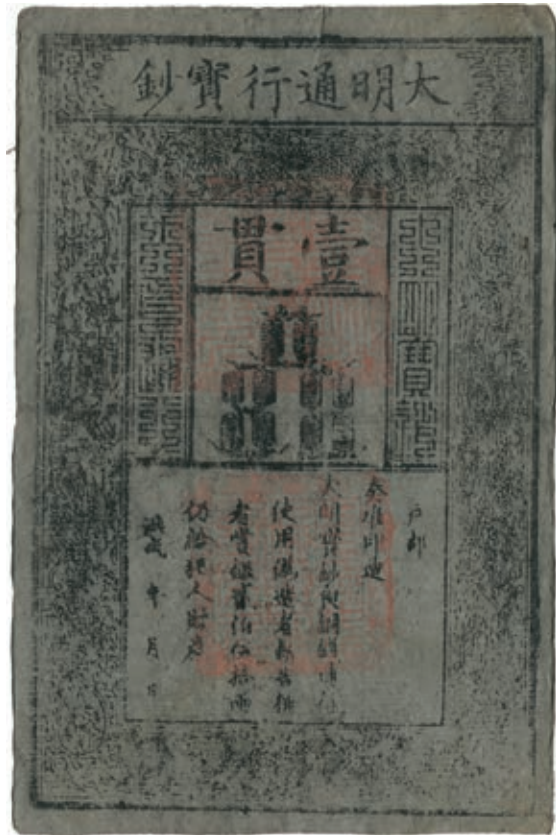 大明通行寶鈔
壹貫
戶部
奏准印造
大明寶鈔與銅錢通行
使用偽造者斬告捕
者賞銀貳伯伍拾兩
仍給犯人財產
洪武 年 月 日